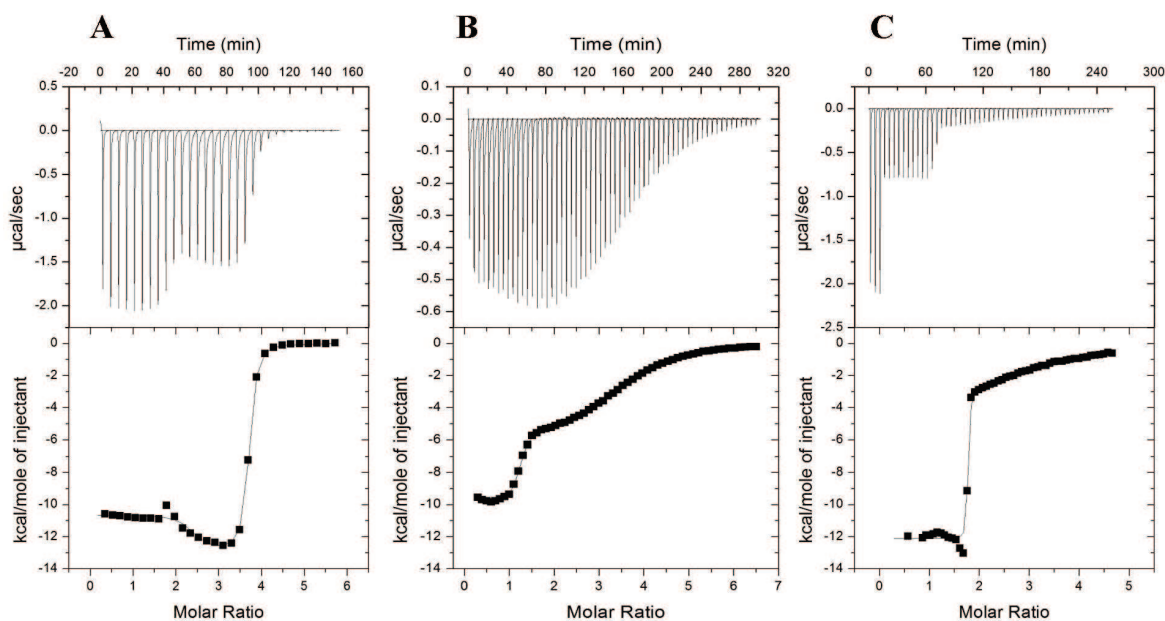 A
Time (min)
-20 0 20 40 60 80 100 120 140 160
0.5
0.0
-0.5
-1.0
-1.5
-2.0
µcal/sec
0
-2
-4
-6
-8
-10
-12
-14
kcal/mole of injectant
0 1 2 3 4 5 6
Molar Ratio
B
Time (min)
0 40 80 120 160 200 240 280 320
0.1
0.0
-0.1
-0.2
-0.3
-0.4
-0.5
-0.6
µcal/sec
0
-2
-4
-6
-8
-10
-12
-14
kcal/mole of injectant
0 1 2 3 4 5 6 7
Molar Ratio
C
Time (min)
0 60 120 180 240 300
0.0
-0.5
-1.0
-1.5
-2.0
-2.5
µcal/sec
0
-2
-4
-6
-8
-10
-12
-14
kcal/mole of injectant
0 1 2 3 4 5
Molar Ratio